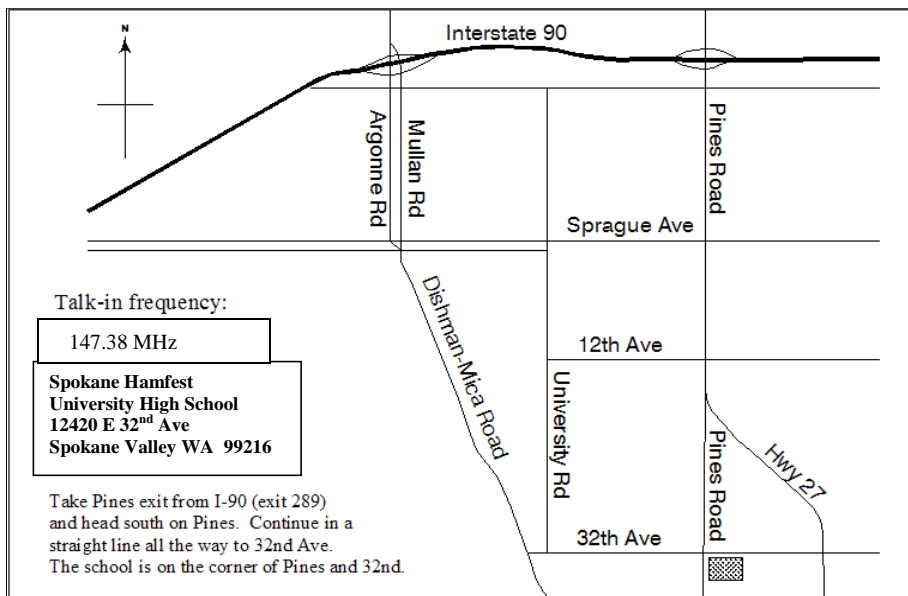 N
Interstate 90
Argonne Rd
Mullan Rd
Pines Road
Sprague Ave
Dishman-Mica Road
Talk-in frequency:
147.38 MHz
12th Ave
Spokane Hamfest
University High School
12420 E 32nd Ave
Spokane Valley WA 99216
University Rd
Pines Road
Hwy 27
Take Pines exit from I-90 (exit 289)
and head south on Pines. Continue in a
straight line all the way to 32nd Ave.
The school is on the corner of Pines and 32nd.
32th Ave